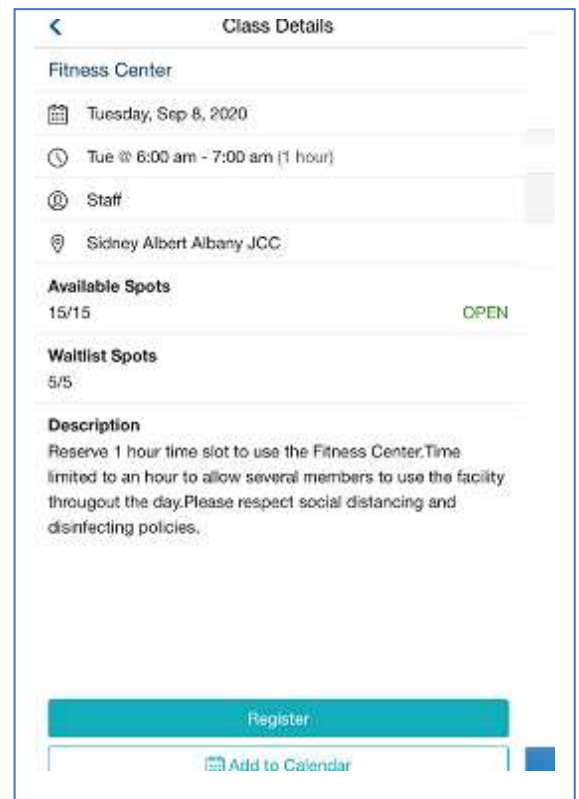 Class Details
Fitness Center
Tuesday, Sep 8, 2020
Tue @ 6:00 am - 7:00 am (1 hour)
Staff
Sidney Albert Albany JCC
Available Spots
15/15 OPEN
Waitlist Spots
5/5
Description
Reserve 1 hour time slot to use the Fitness Center.Time
limited to an hour to allow several members to use the facility
througout the day.Please respect social distancing and
disinfecting policies.
Register
Add to Calendar